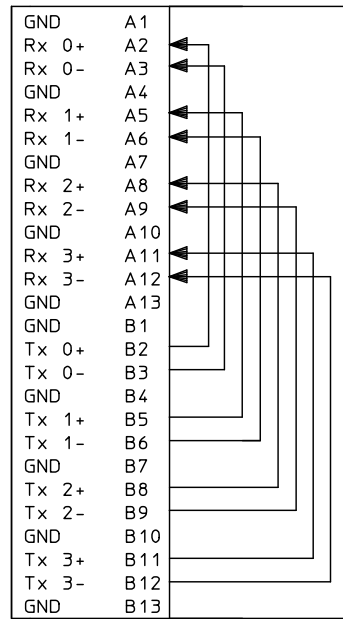 GND A1
Rx 0+ A2
Rx 0- A3
GND A4
Rx 1+ A5
Rx 1- A6
GND A7
Rx 2+ A8
Rx 2- A9
GND A10
Rx 3+ A11
Rx 3- A12
GND A13
GND B1
Tx 0+ B2
Tx 0- B3
GND B4
Tx 1+ B5
Tx 1- B6
GND B7
Tx 2+ B8
Tx 2- B9
GND B10
Tx 3+ B11
Tx 3- B12
GND B13